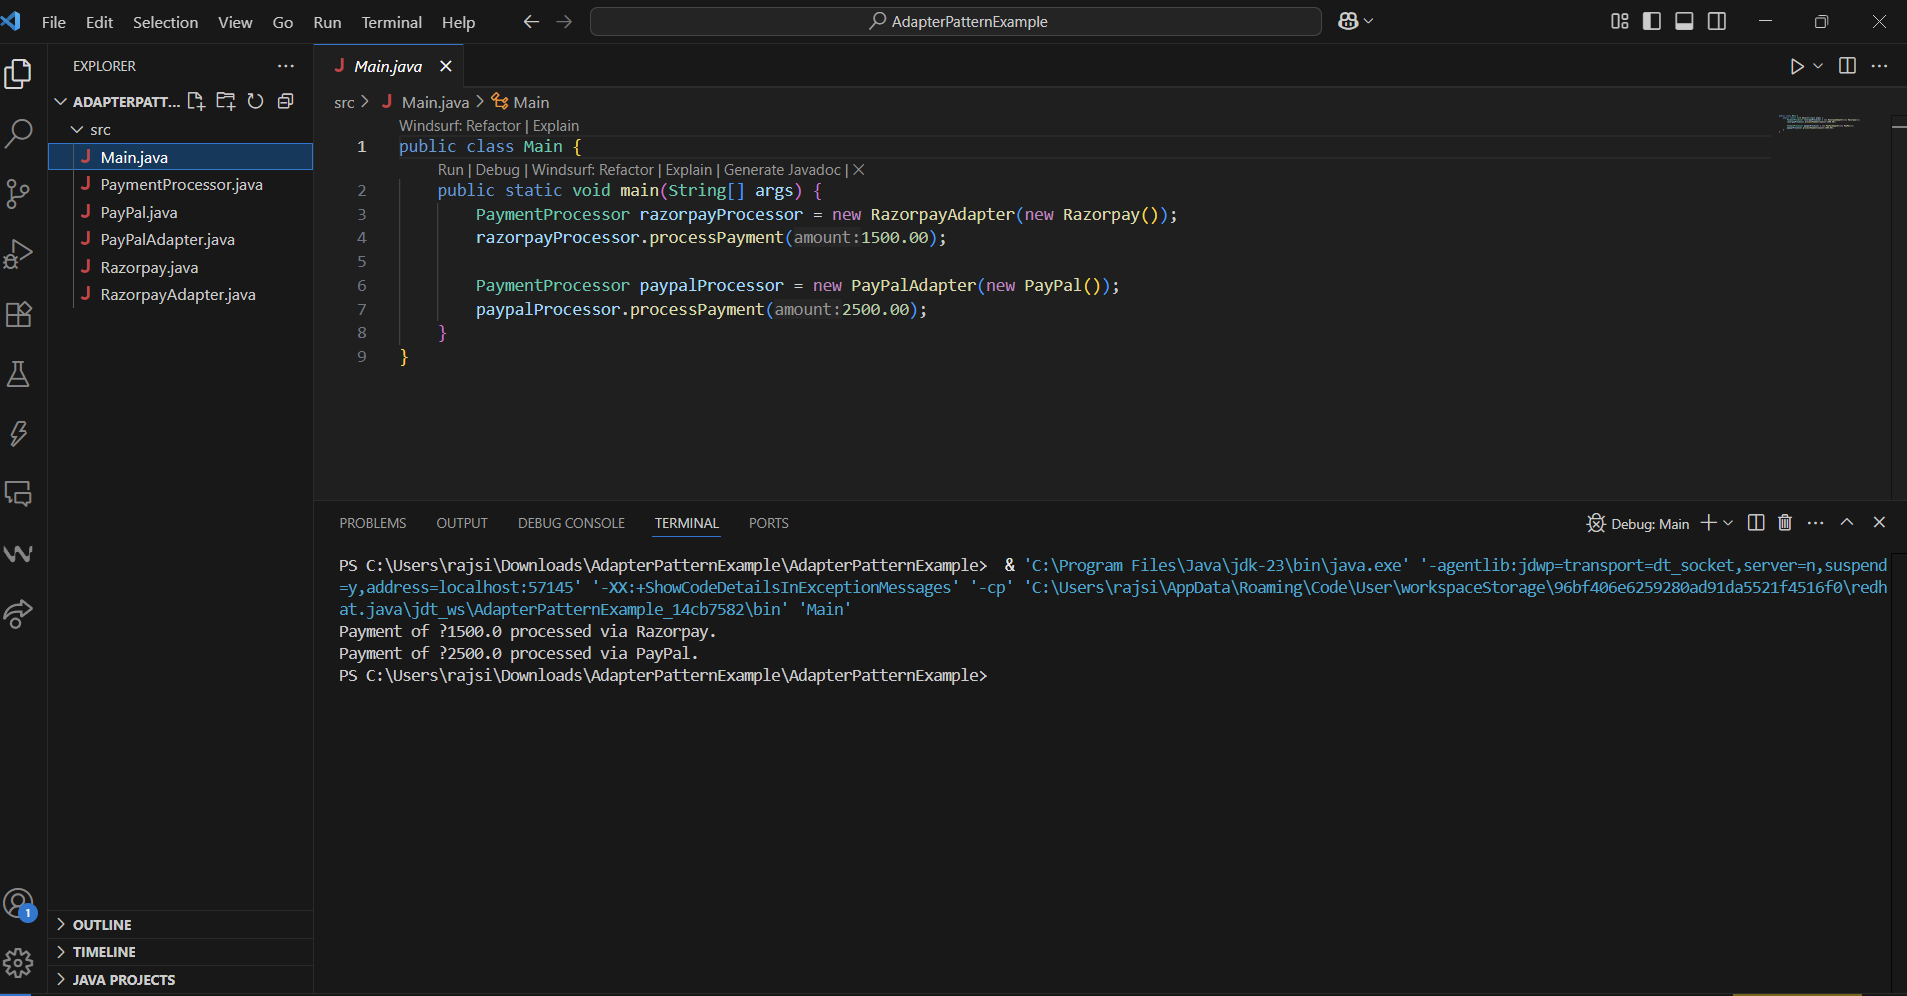 File Edit Selection View Go Run Terminal Help
AdapterPatternExample
EXPLORER
ADAPTERPATT...
src
Main.java
PaymentProcessor.java
PayPal.java
PayPalAdapter.java
Razorpay.java
RazorpayAdapter.java
OUTLINE
TIMELINE
JAVA PROJECTS
1
Main.java
src > Main.java > Main
Windsurf: Refactor | Explain
1 public class Main {
Run | Debug | Windsurf: Refactor | Explain | Generate Javadoc | X
2 public static void main(String[] args) {
3 PaymentProcessor razorpayProcessor = new RazorpayAdapter(new Razorpay());
4 razorpayProcessor.processPayment(amount:1500.00);
5
6 PaymentProcessor paypalProcessor = new PayPalAdapter(new PayPal());
7 paypalProcessor.processPayment(amount:2500.00);
8 }
9 }
PROBLEMS OUTPUT DEBUG CONSOLE TERMINAL PORTS
Debug: Main
PS C:\Users\rajsi\Downloads\AdapterPatternExample\AdapterPatternExample> & 'C:\Program Files\Java\jdk-23\bin\java.exe' '-agentlib:jdwp=transport=dt_socket,server=n,suspend
=y,address=localhost:57145' '-XX:+ShowCodeDetailsInExceptionMessages' '-cp' 'C:\Users\rajsi\AppData\Roaming\Code\User\workspaceStorage\96bf406e6259280ad91da5521f4516f0\redh
at.java\jdt_ws\AdapterPatternExample_14cb7582\bin' 'Main'
Payment of ?1500.0 processed via Razorpay.
Payment of ?2500.0 processed via PayPal.
PS C:\Users\rajsi\Downloads\AdapterPatternExample\AdapterPatternExample>